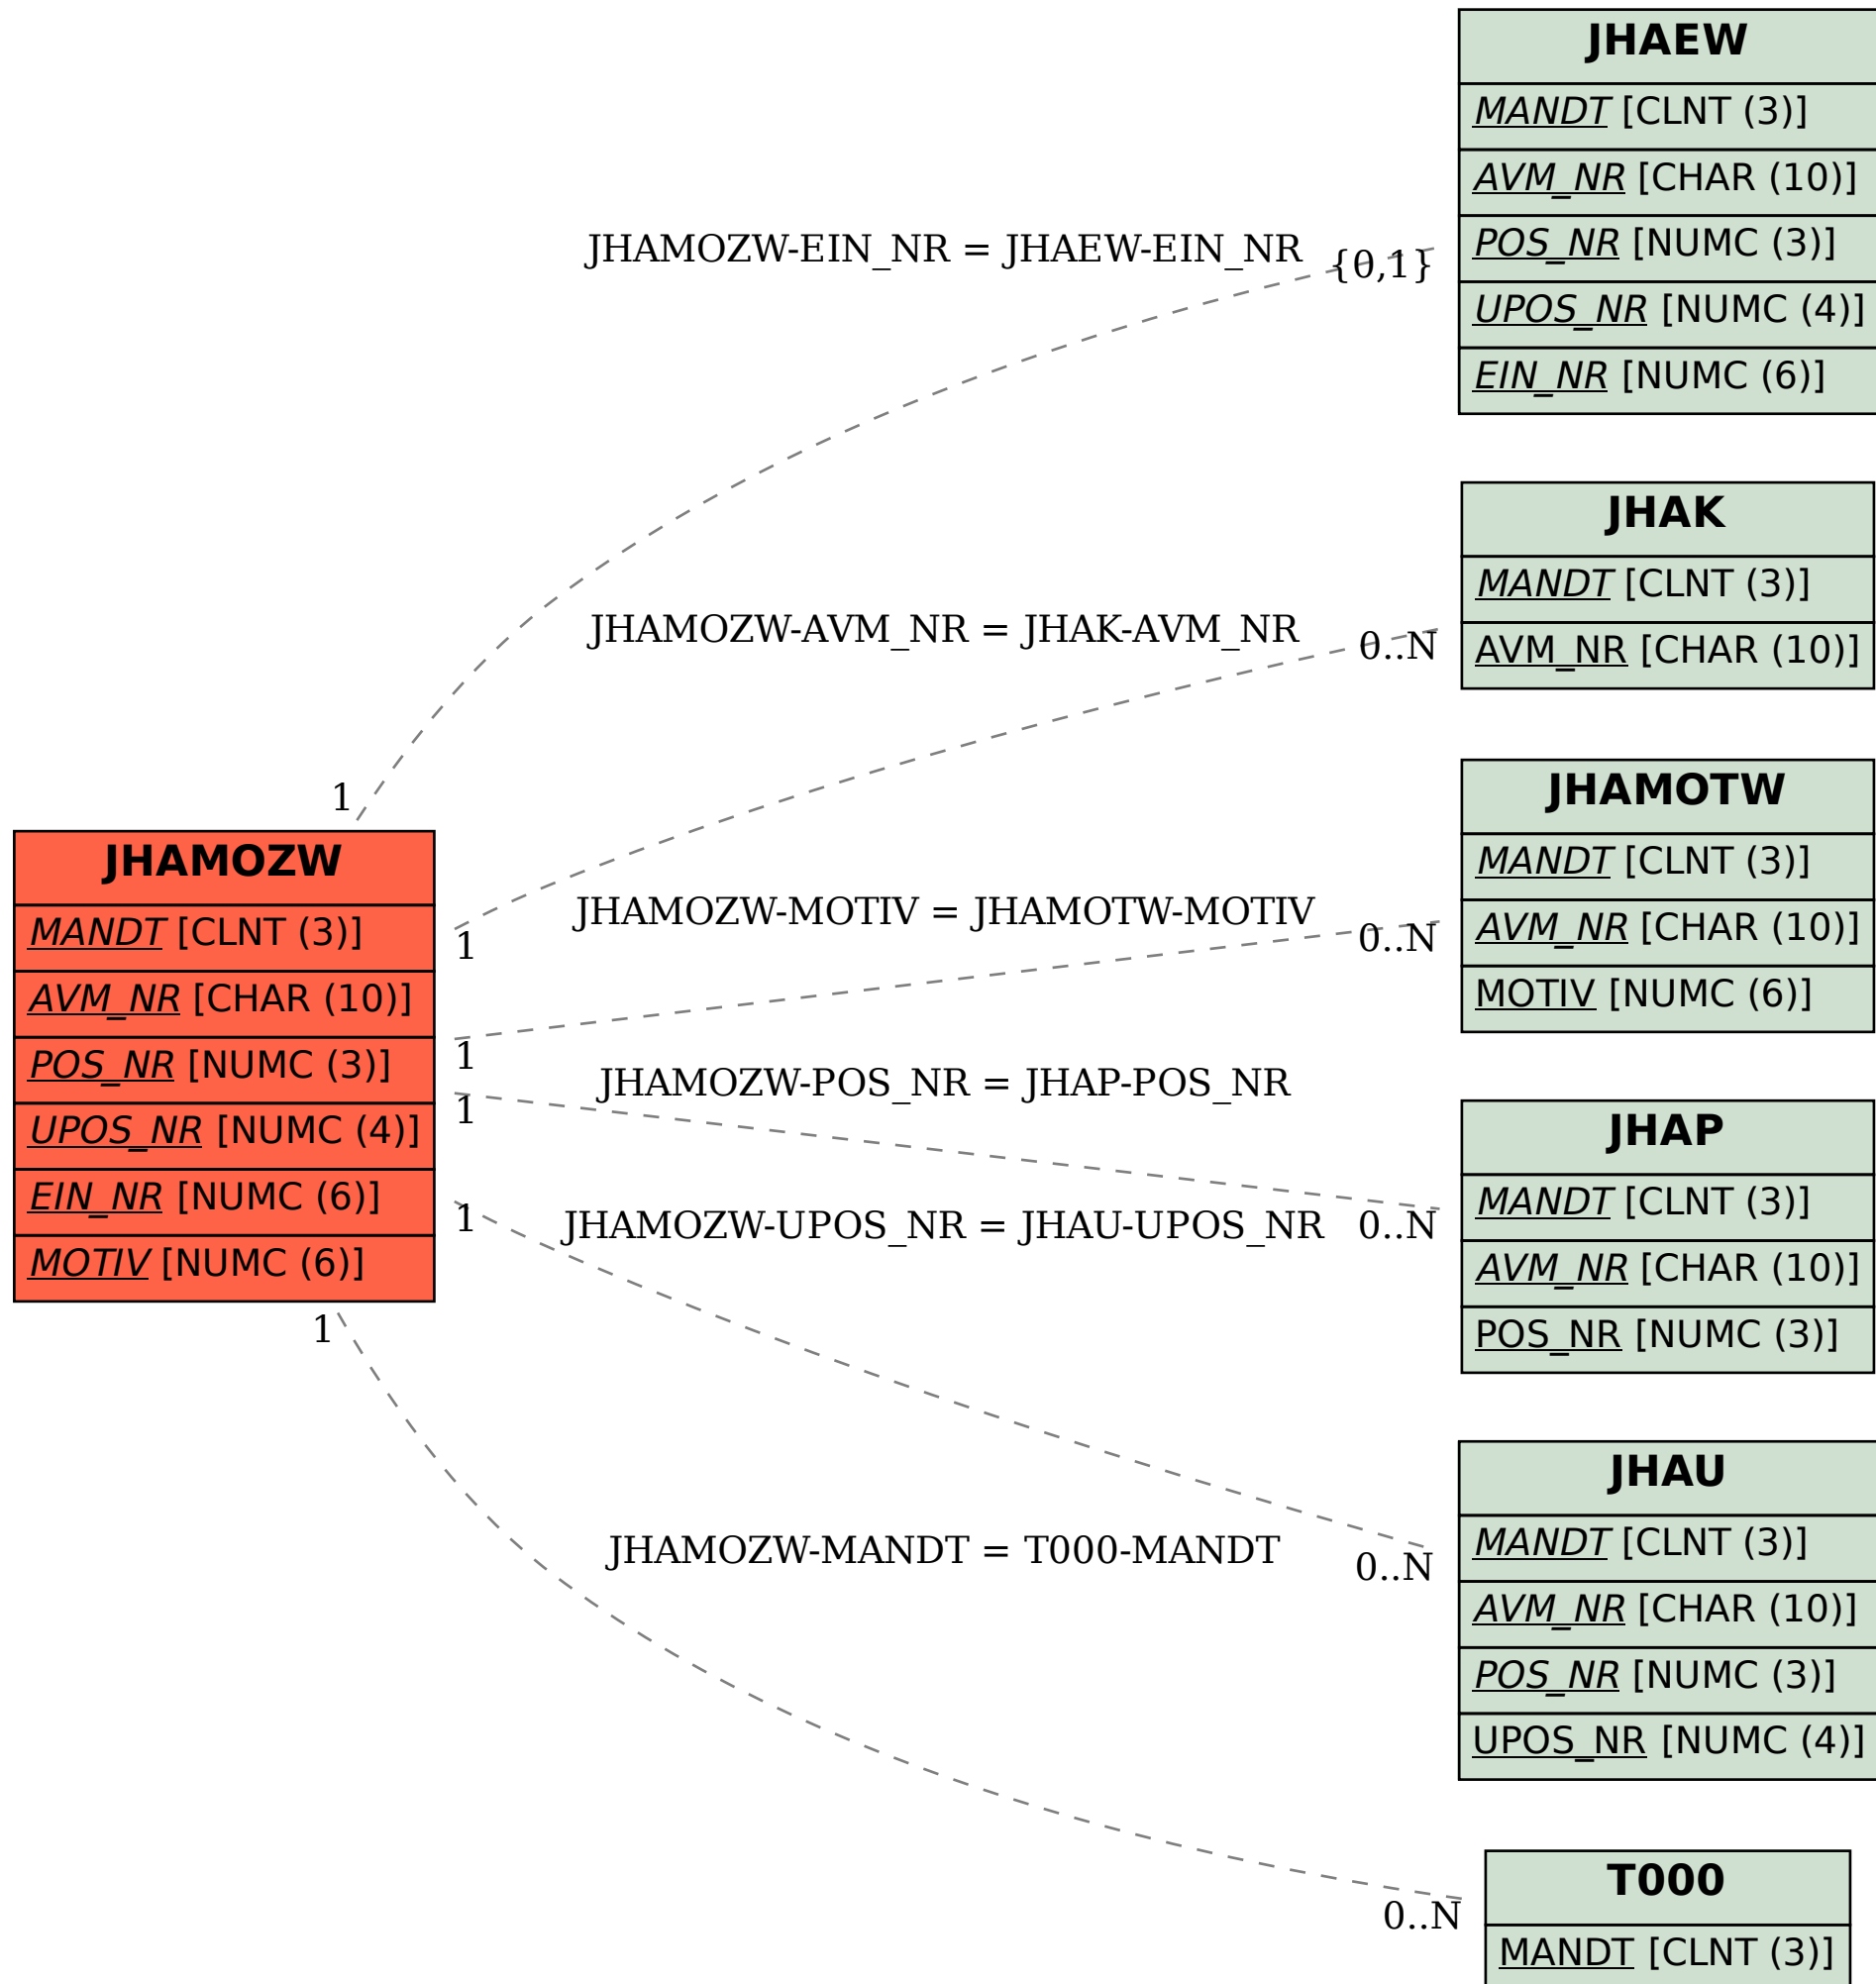 JHAEW
MANDT [CLNT (3)]
AVM_NR [CHAR (10)]
POS_NR [NUMC (3)]
UPOS_NR [NUMC (4)]
EIN_NR [NUMC (6)]
JHAMOZW-EIN_NR = JHAEW-EIN_NR
{0,1}
1
JHAK
MANDT [CLNT (3)]
AVM_NR [CHAR (10)]
JHAMOZW-AVM_NR = JHAK-AVM_NR
0..N
1
JHAMOTW
MANDT [CLNT (3)]
AVM_NR [CHAR (10)]
MOTIV [NUMC (6)]
JHAMOZW-MOTIV = JHAMOTW-MOTIV
0..N
1
JHAMOZW
MANDT [CLNT (3)]
AVM_NR [CHAR (10)]
POS_NR [NUMC (3)]
UPOS_NR [NUMC (4)]
EIN_NR [NUMC (6)]
MOTIV [NUMC (6)]
JHAMOZW-POS_NR = JHAP-POS_NR
1
0..N
JHAP
MANDT [CLNT (3)]
AVM_NR [CHAR (10)]
POS_NR [NUMC (3)]
JHAMOZW-UPOS_NR = JHAU-UPOS_NR
1
0..N
JHAU
MANDT [CLNT (3)]
AVM_NR [CHAR (10)]
POS_NR [NUMC (3)]
UPOS_NR [NUMC (4)]
JHAMOZW-MANDT = T000-MANDT
1
0..N
T000
MANDT [CLNT (3)]